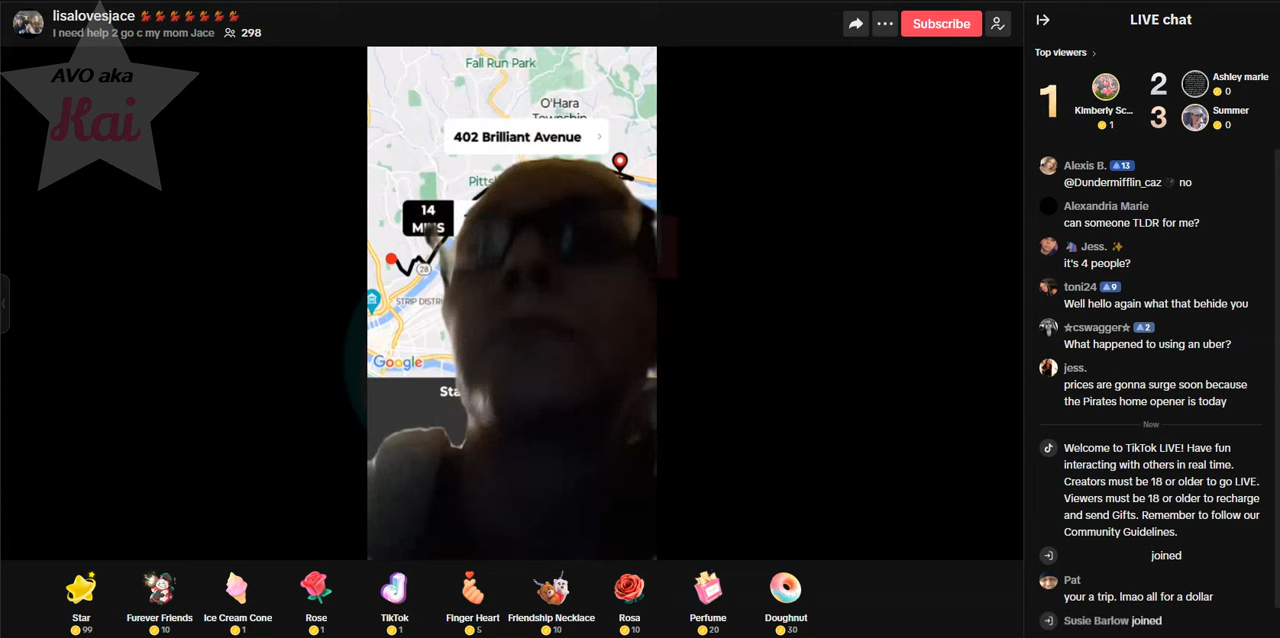 lisalovesjace
I need help 2 go c my mom Jace 298
Subscribe
AVO aka
Kai
Fall Run Park
O'Hara
Township
402 Brilliant Avenue
14
MINS
28
STRIP DISTRI
Google
Sta
LIVE chat
Top viewers
1
Kimberly Sc...
1
2
Ashley marie
0
3
Summer
0
Alexis B. 13
@Dundermifflin_caz no
Alexandria Marie
can someone TLDR for me?
Jess.
it's 4 people?
toni24 9
Well hello again what that behide you
☆cswagger☆ 2
What happened to using an uber?
jess.
prices are gonna surge soon because
the Pirates home opener is today
New
Welcome to TikTok LIVE! Have fun
interacting with others in real time.
Creators must be 18 or older to go LIVE.
Viewers must be 18 or older to recharge
and send Gifts. Remember to follow our
Community Guidelines.
joined
Pat
your a trip. lmao all for a dollar
Susie Barlow joined
Star
99
Furever Friends
10
Ice Cream Cone
1
Rose
1
TikTok
1
Finger Heart
5
Friendship Necklace
10
Rosa
10
Perfume
20
Doughnut
30